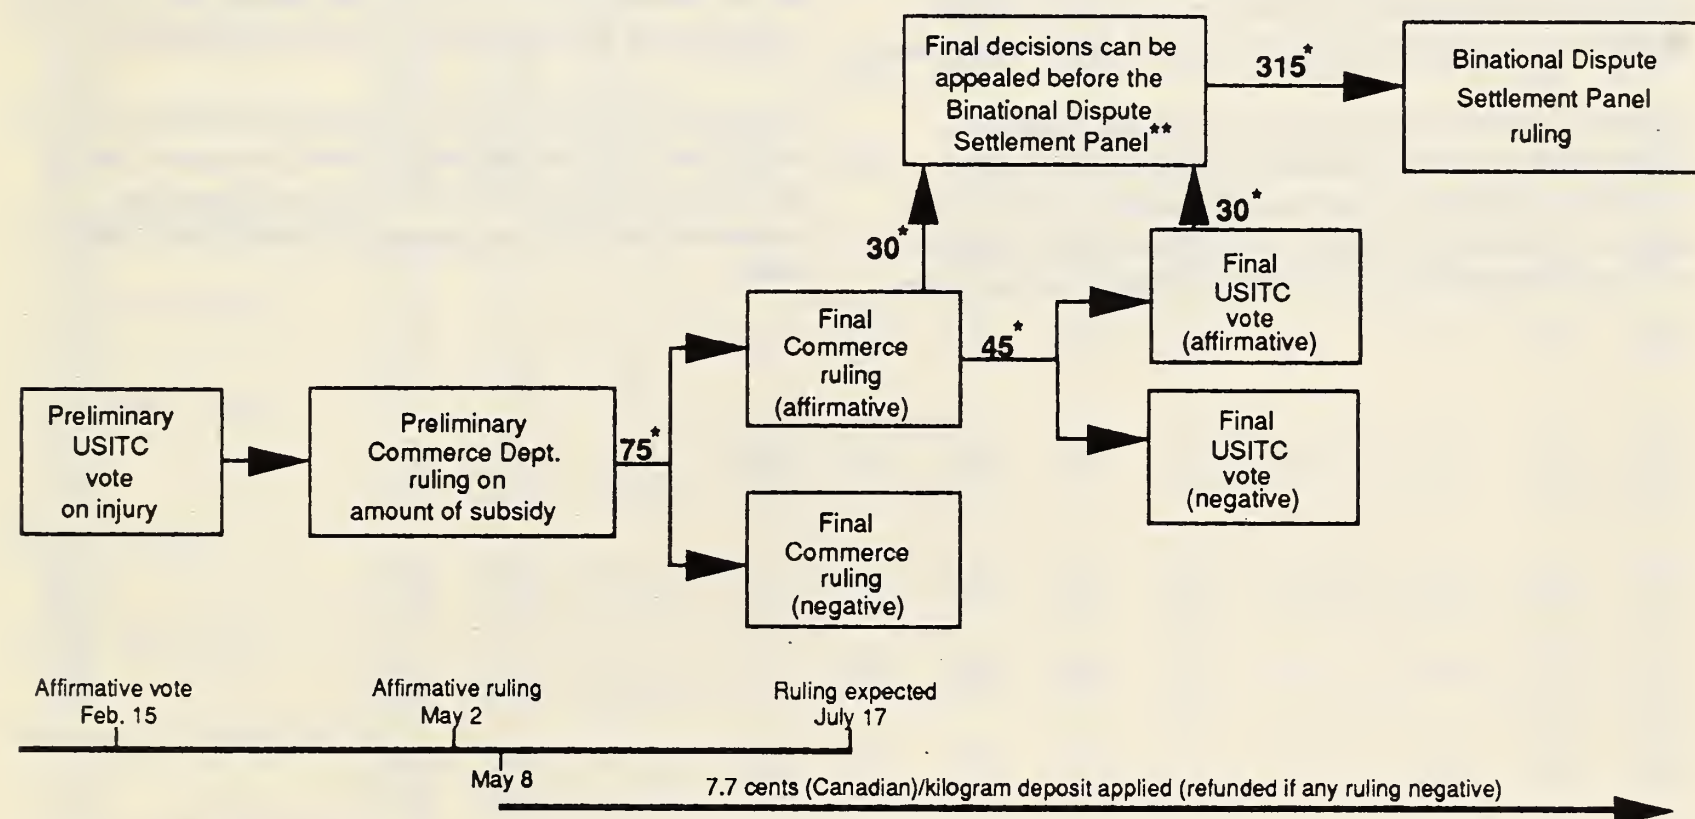 Final decisions can be
appealed before the
Binational Dispute
Settlement Panel**
315*
Binational Dispute
Settlement Panel
ruling
30*
30*
Final
USITC
vote
(affirmative)
Final
Commerce
ruling
(affirmative)
45*
Preliminary
USITC
vote
on injury
Preliminary
Commerce Dept.
ruling on
amount of subsidy
75*
Final
USITC
vote
(negative)
Final
Commerce
ruling
(negative)
Affirmative vote
Feb. 15
Affirmative ruling
May 2
Ruling expected
July 17
May 8
7.7 cents (Canadian)/kilogram deposit applied (refunded if any ruling negative)